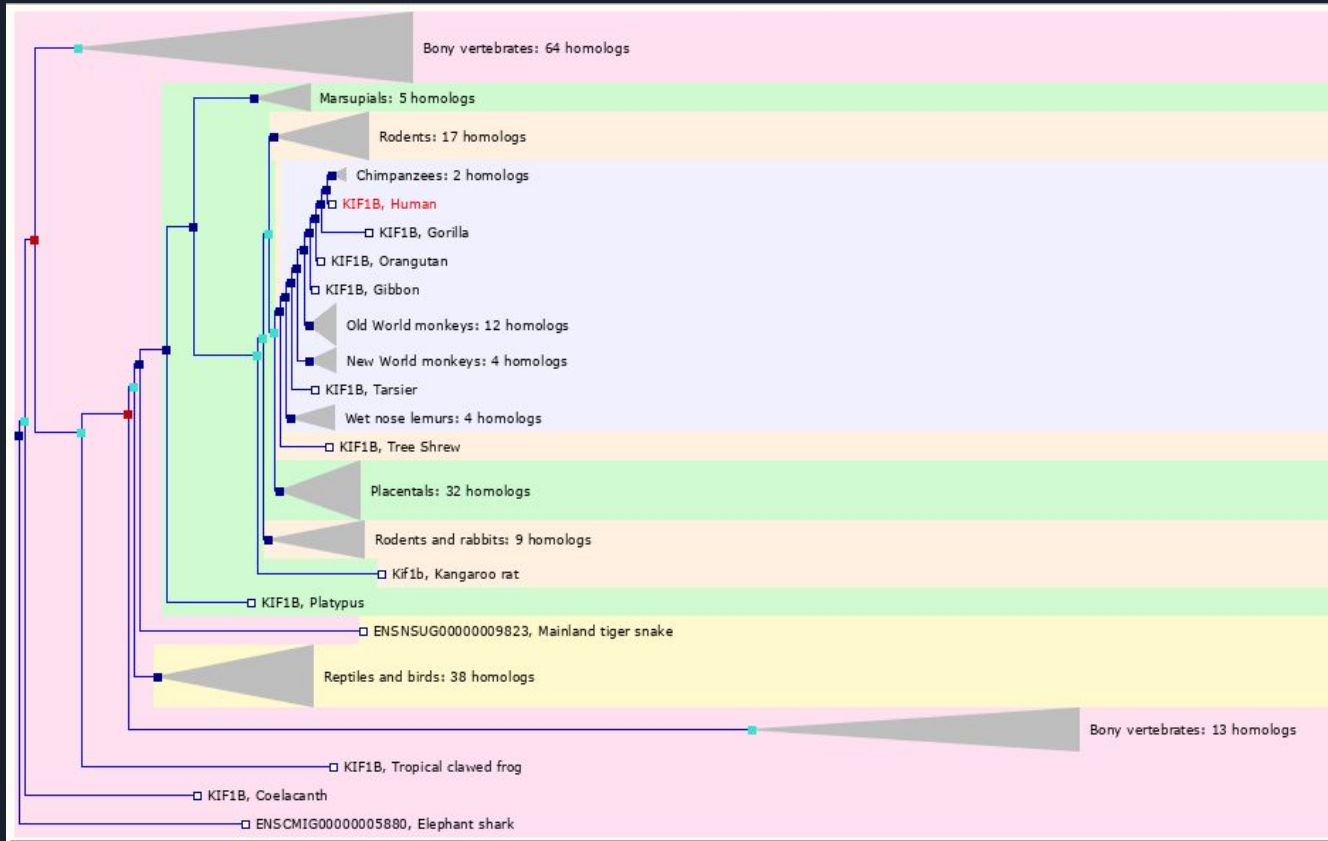 Bony vertebrates: 64 homologs
Marsupials: 5 homologs
Rodents: 17 homologs
Chimpanzees: 2 homologs
KIF1B, Human
KIF1B, Gorilla
KIF1B, Orangutan
KIF1B, Gibbon
Old World monkeys: 12 homologs
New World monkeys: 4 homologs
KIF1B, Tarsier
Wet nose lemurs: 4 homologs
KIF1B, Tree Shrew
Placentals: 32 homologs
Rodents and rabbits: 9 homologs
Kif1b, Kangaroo rat
KIF1B, Platypus
ENSNSUG00000009823, Mainland tiger snake
Reptiles and birds: 38 homologs
Bony vertebrates: 13 homologs
KIF1B, Tropical clawed frog
KIF1B, Coelacanth
ENSCMIG00000005880, Elephant shark